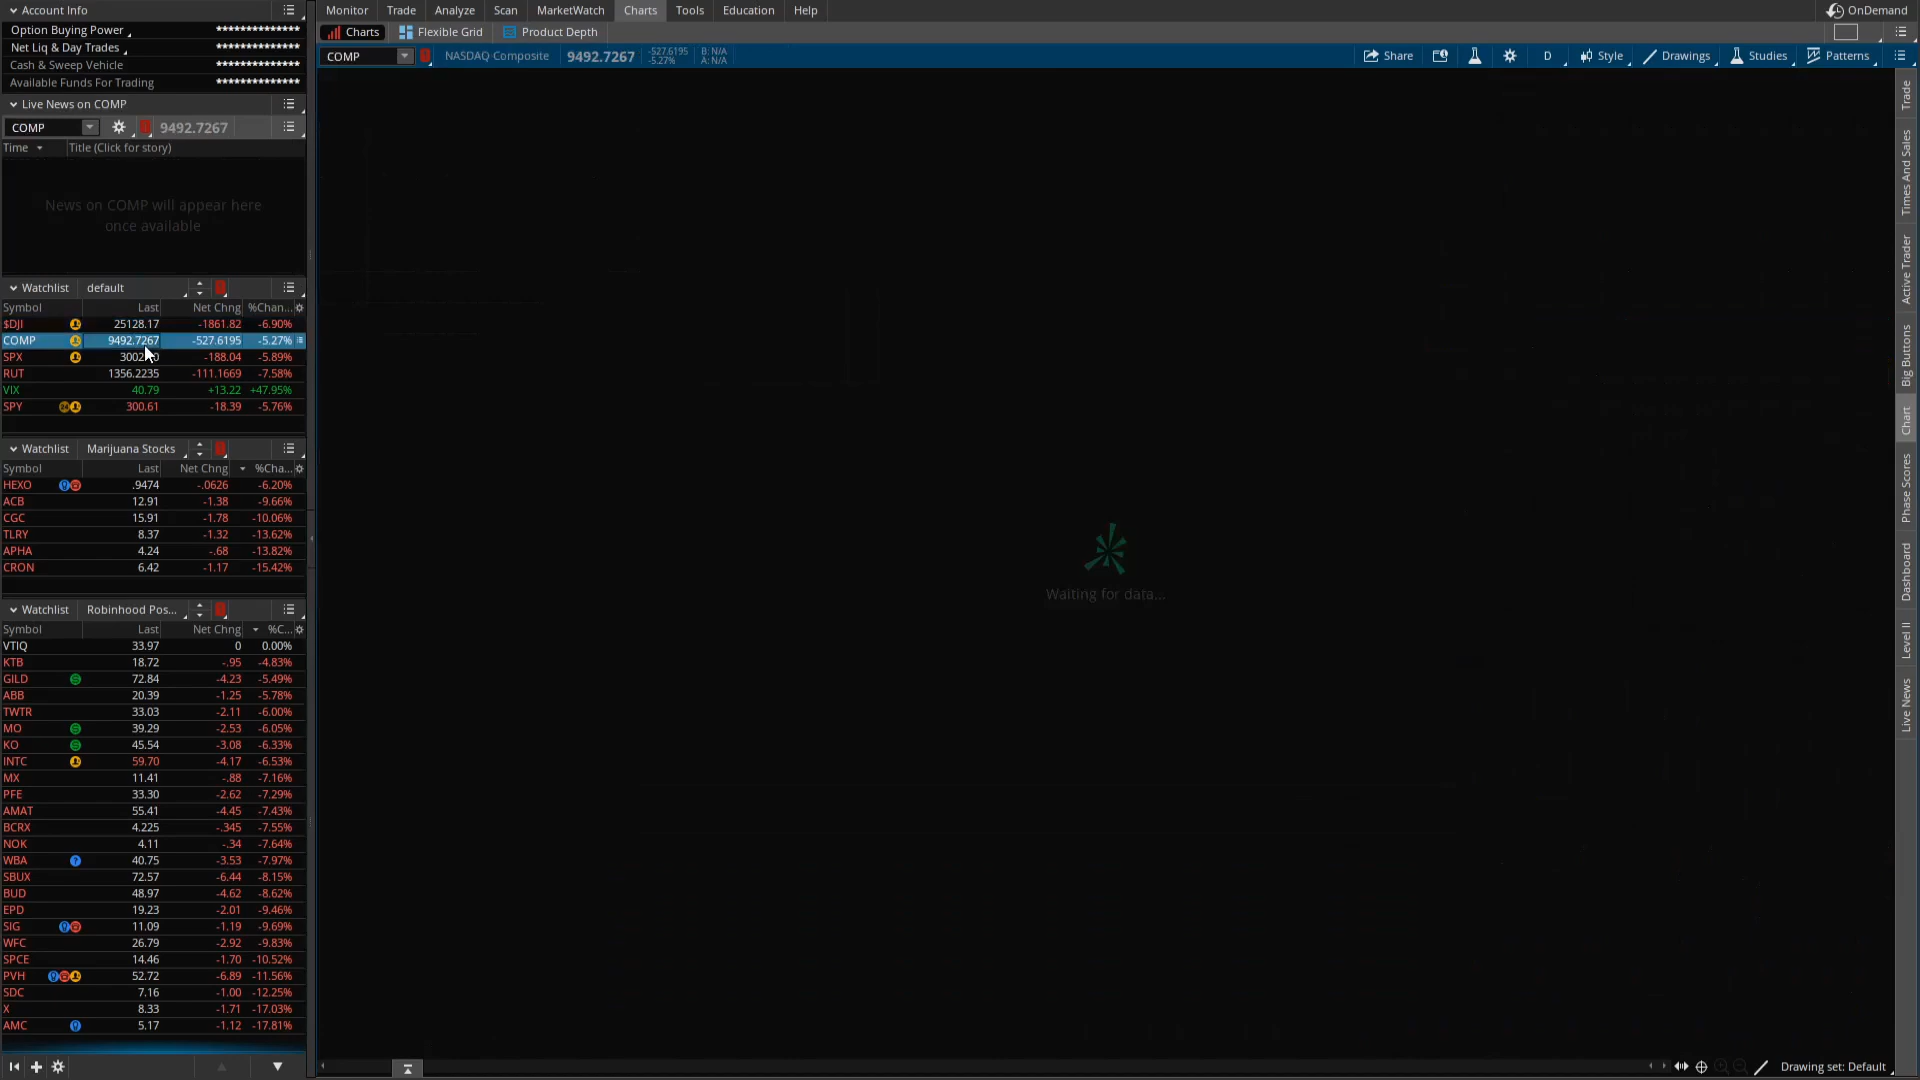 Account Info
Option Buying Power **************
Net Liq & Day Trades **************
Cash & Sweep Vehicle **************
Available Funds For Trading **************
Live News on COMP
COMP 9492.7267
Time Title (Click for story)
News on COMP will appear here
once available
Watchlist default
Symbol Last Net Chng %Chan...
$DJI 25128.17 -1861.82 -6.90%
COMP 9492.7267 -527.6195 -5.27%
SPX -188.04 -5.89%
RUT 1356.2235 -111.1669 -7.58%
VIX 40.79 +13.22 +47.95%
SPY 300.61 -18.39 -5.76%
Watchlist Marijuana Stocks
Symbol Last Net Chng %Cha...
HEXO .9474 -.0626 -6.20%
ACB 12.91 -1.38 -9.66%
CGC 15.91 -1.78 -10.06%
TLRY 8.37 -1.32 -13.62%
APHA 4.24 -.68 -13.82%
CRON 6.42 -1.17 -15.42%
Watchlist Robinhood Pos...
Symbol Last Net Chng %C...
VTIQ 33.97 0 0.00%
KTB 18.72 -.95 -4.83%
GILD 72.84 -4.23 -5.49%
ABB 20.39 -1.25 -5.78%
TWTR 33.03 -2.11 -6.00%
MO 39.29 -2.53 -6.05%
KO 45.54 -3.08 -6.33%
INTC 59.70 -4.17 -6.53%
MX 11.41 -.88 -7.16%
PFE 33.30 -2.62 -7.29%
AMAT 55.41 -4.45 -7.43%
BCRX 4.225 -.345 -7.55%
NOK 4.11 -.34 -7.64%
WBA 40.75 -3.53 -7.97%
SBUX 72.57 -6.44 -8.15%
BUD 48.97 -4.62 -8.62%
EPD 19.23 -2.01 -9.46%
SIG 11.09 -1.19 -9.69%
WFC 26.79 -2.92 -9.83%
SPCE 14.46 -1.70 -10.52%
PVH 52.72 -6.89 -11.56%
SDC 7.16 -1.00 -12.25%
X 8.33 -1.71 -17.03%
AMC 5.17 -1.12 -17.81%
Monitor Trade Analyze Scan MarketWatch Charts Tools Education Help OnDemand
Charts Flexible Grid Product Depth
COMP NASDAQ Composite 9492.7267 -527.6195 B: N/A
-5.27% A: N/A
Share D Style Drawings Studies Patterns
Waiting for data...
Trade
Times And Sales
Active Trader
Big Buttons
Chart
Phase Scores
Dashboard
Level II
Live News
Drawing set: Default